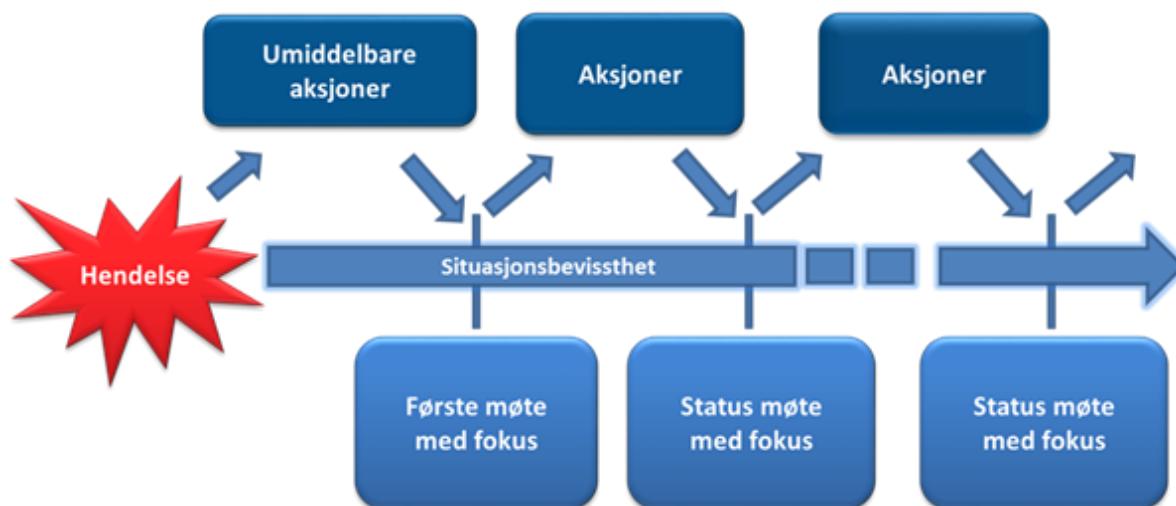 Umiddelbare
aksjoner
Aksjoner
Aksjoner
Hendelse
Situasjonsbevissthet
Første møte
med fokus
Status møte
med fokus
Status møte
med fokus